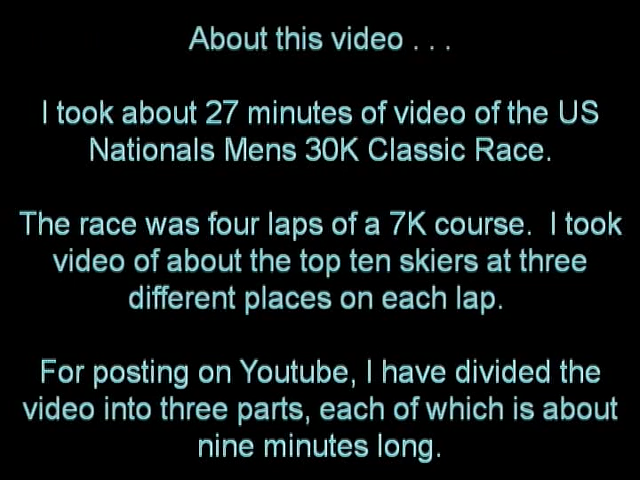 About this video . . .
I took about 27 minutes of video of the US
Nationals Mens 30K Classic Race.
The race was four laps of a 7K course.  I took
video of about the top ten skiers at three
different places on each lap.
For posting on Youtube, I have divided the
video into three parts, each of which is about
nine minutes long.